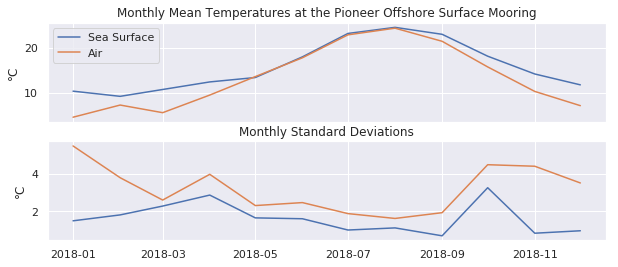 Monthly Mean Temperatures at the Pioneer Offshore Surface Mooring
Sea Surface
Air
20
10
°C
Monthly Standard Deviations
4
2
°C
2018-01 2018-03 2018-05 2018-07 2018-09 2018-11